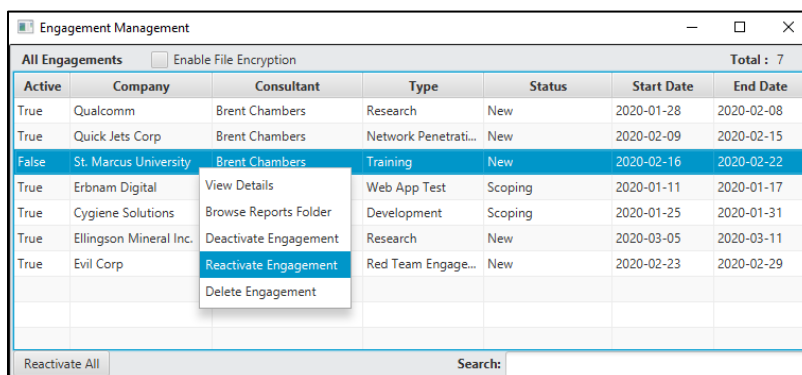 Engagement Management
All Engagements Enable File Encryption Total : 7
Active Company Consultant Type Status Start Date End Date
True Qualcomm Brent Chambers Research New 2020-01-28 2020-02-08
True Quick Jets Corp Brent Chambers Network Penetrati... New 2020-02-09 2020-02-15
False St. Marcus University Brent Chambers Training New 2020-02-16 2020-02-22
True Erbnam Digital View Details Web App Test Scoping 2020-01-11 2020-01-17
True Cygiene Solutions Browse Reports Folder Development Scoping 2020-01-25 2020-01-31
True Ellingson Mineral Inc. Deactivate Engagement Research New 2020-03-05 2020-03-11
True Evil Corp Reactivate Engagement Red Team Engage... New 2020-02-23 2020-02-29
Delete Engagement
Reactivate All Search: